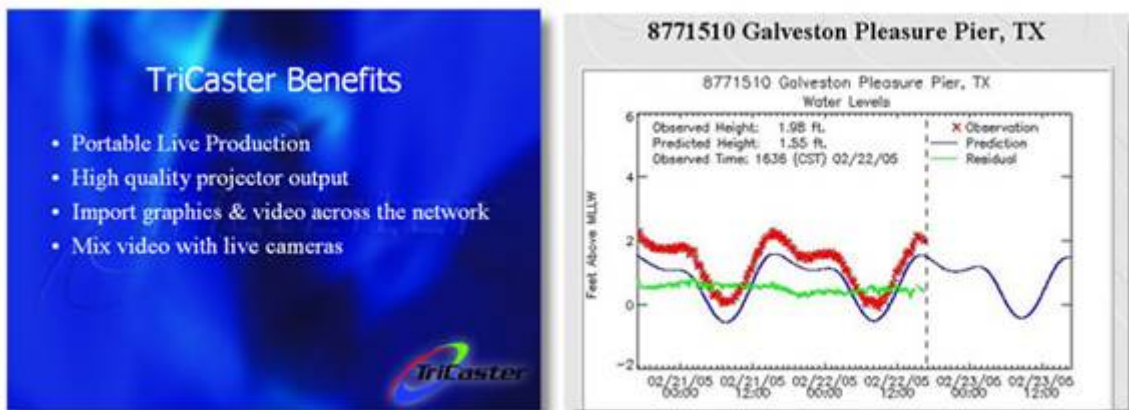 TriCaster Benefits
• Portable Live Production
• High quality projector output
• Import graphics & video across the network
• Mix video with live cameras
TriCaster
8771510 Galveston Pleasure Pier, TX
8771510 Galveston Pleasure Pier, TX
Water Levels
Observed Height: 1.98 ft.
Predicted Height: 1.55 ft.
Observed Time: 1636 (CST) 02/22/05
Observation
Prediction
Residual
Feet Above MLLW
6
4
2
0
-2
02/21/05 02/21/05 02/22/05 02/22/05 02/23/05 02/23/05
00:00 12:00 00:00 12:00 00:00 12:00